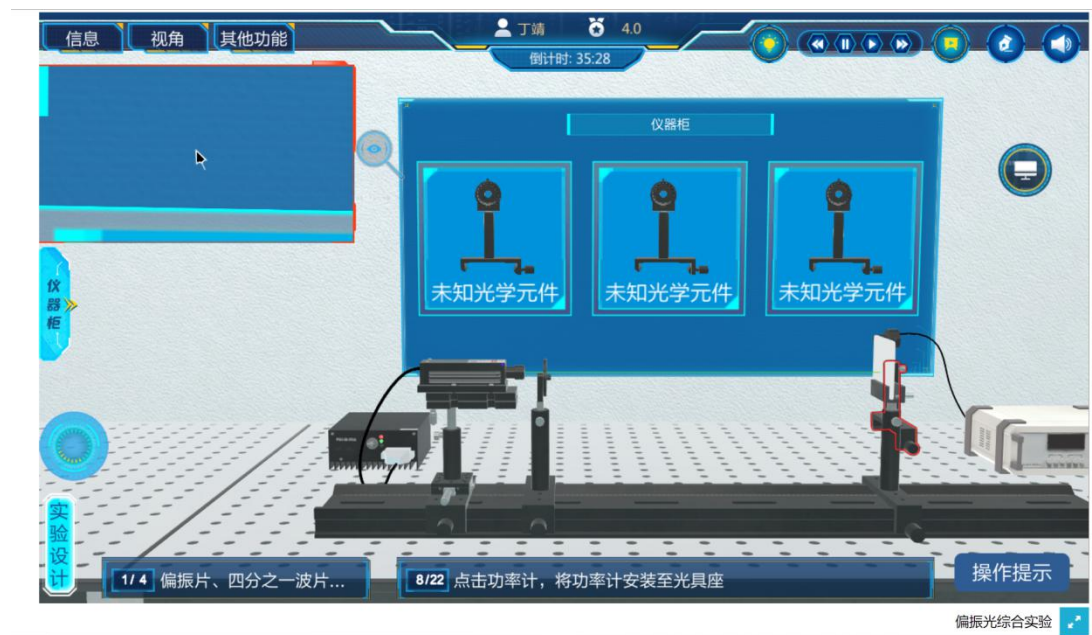 信息
视角
其他功能
丁靖
4.0
倒计时: 35:28
仪器柜
未知光学元件
未知光学元件
未知光学元件
仪器柜
实验设计
1/4 偏振片、四分之一波片...
8/22 点击功率计，将功率计安装至光具座
操作提示
偏振光综合实验